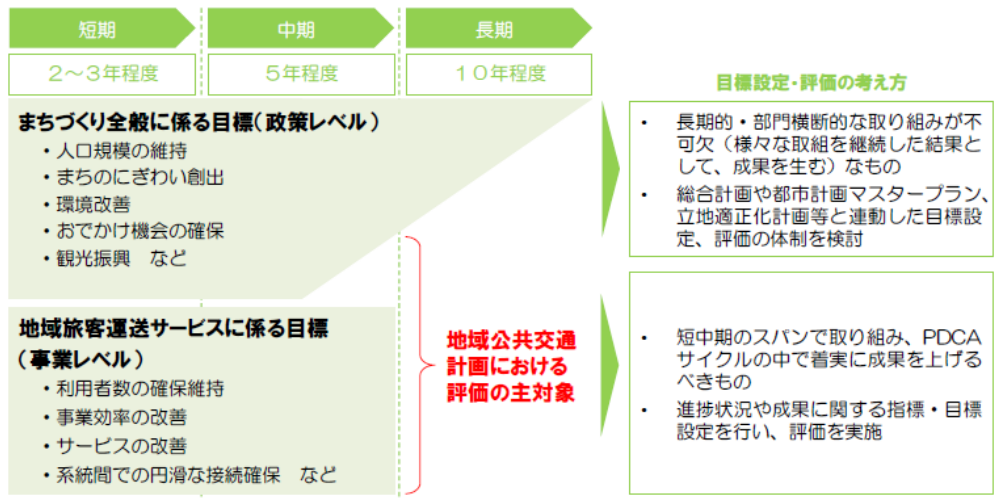 短期
中期
長期
２～３年程度
５年程度
１０年程度
まちづくり全般に係る目標（政策レベル）
・人口規模の維持
・まちのにぎわい創出
・環境改善
・おでかけ機会の確保
・観光振興　など
地域旅客運送サービスに係る目標
（事業レベル）
・利用者数の確保維持
・事業効率の改善
・サービスの改善
・系統間での円滑な接続確保　など
地域公共交通
計画における
評価の主対象
目標設定・評価の考え方
・ 長期的・部門横断的な取り組みが不
可欠（様々な取組を継続した結果と
して、成果を生む）なもの
・ 総合計画や都市計画マスタープラン、
立地適正化計画等と連動した目標設
定、評価の体制を検討
・ 短中期のスパンで取り組み、PDCA
サイクルの中で着実に成果を上げる
べきもの
・ 進捗状況や成果に関する指標・目標
設定を行い、評価を実施